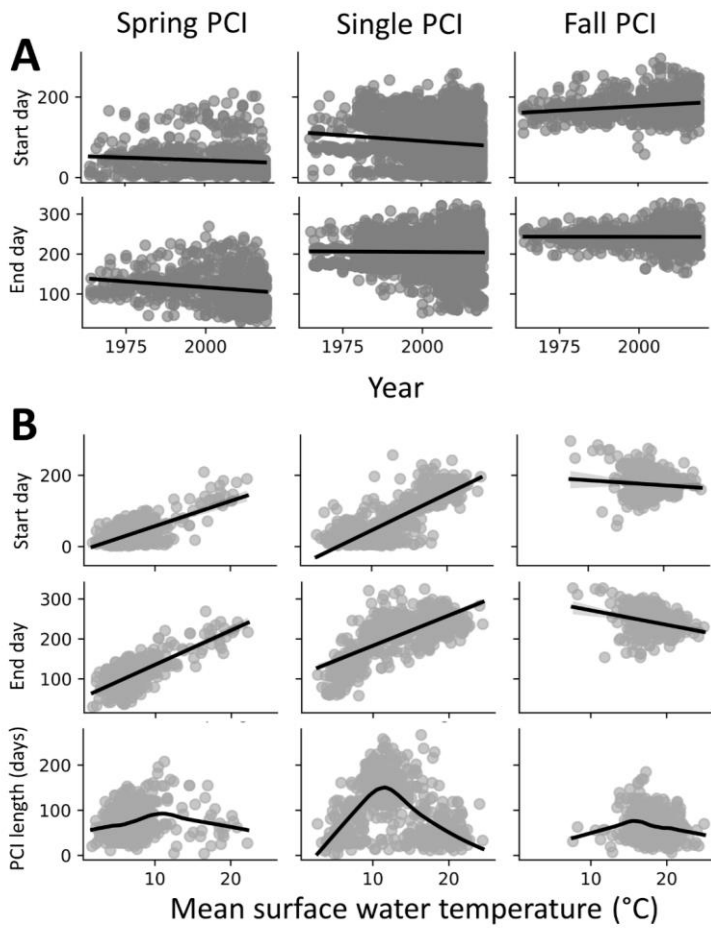 Spring PCI Single PCI Fall PCI
A
Start day
200
0
End day
300
200
100
1975 2000 1975 2000 1975 2000
Year
B
Start day
200
0
End day
300
200
100
PCI length (days)
200
100
0
10 20 10 20 10 20
Mean surface water temperature (°C)